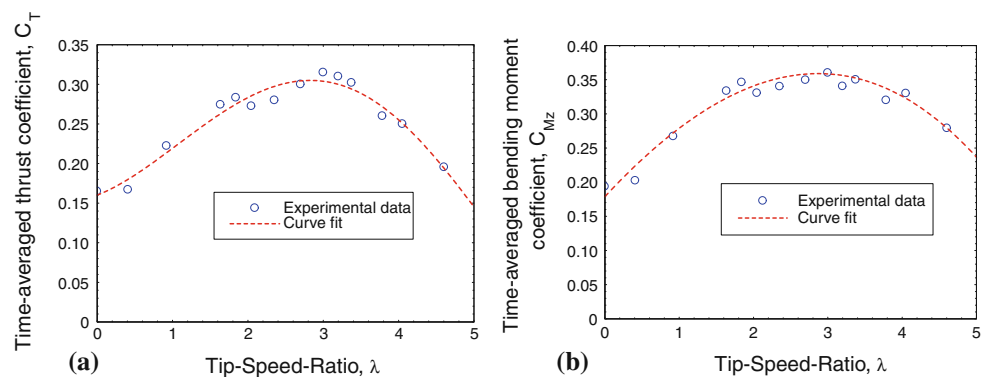 Time-averaged thrust coefficient, C_T
0.35
0.30
0.25
0.20
0.15
0.10
0.05
0
0 1 2 3 4 5
Experimental data
Curve fit
(a)
Tip-Speed-Ratio, λ
Time-averaged bending moment
coefficient, C_Mz
0.40
0.35
0.30
0.25
0.20
0.15
0.10
0.05
0.00
0 1 2 3 4 5
Experimental data
Curve fit
(b)
Tip-Speed-Ratio, λ